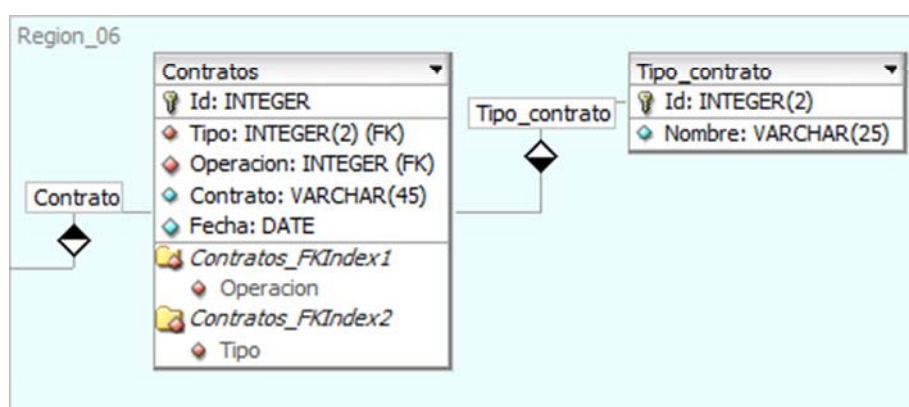 Region_06
Contratos
Id: INTEGER
Tipo: INTEGER(2) (FK)
Operacion: INTEGER (FK)
Contrato: VARCHAR(45)
Fecha: DATE
Contratos_FKIndex1
Operacion
Contratos_FKIndex2
Tipo
Contrato
Tipo_contrato
Tipo_contrato
Id: INTEGER(2)
Nombre: VARCHAR(25)